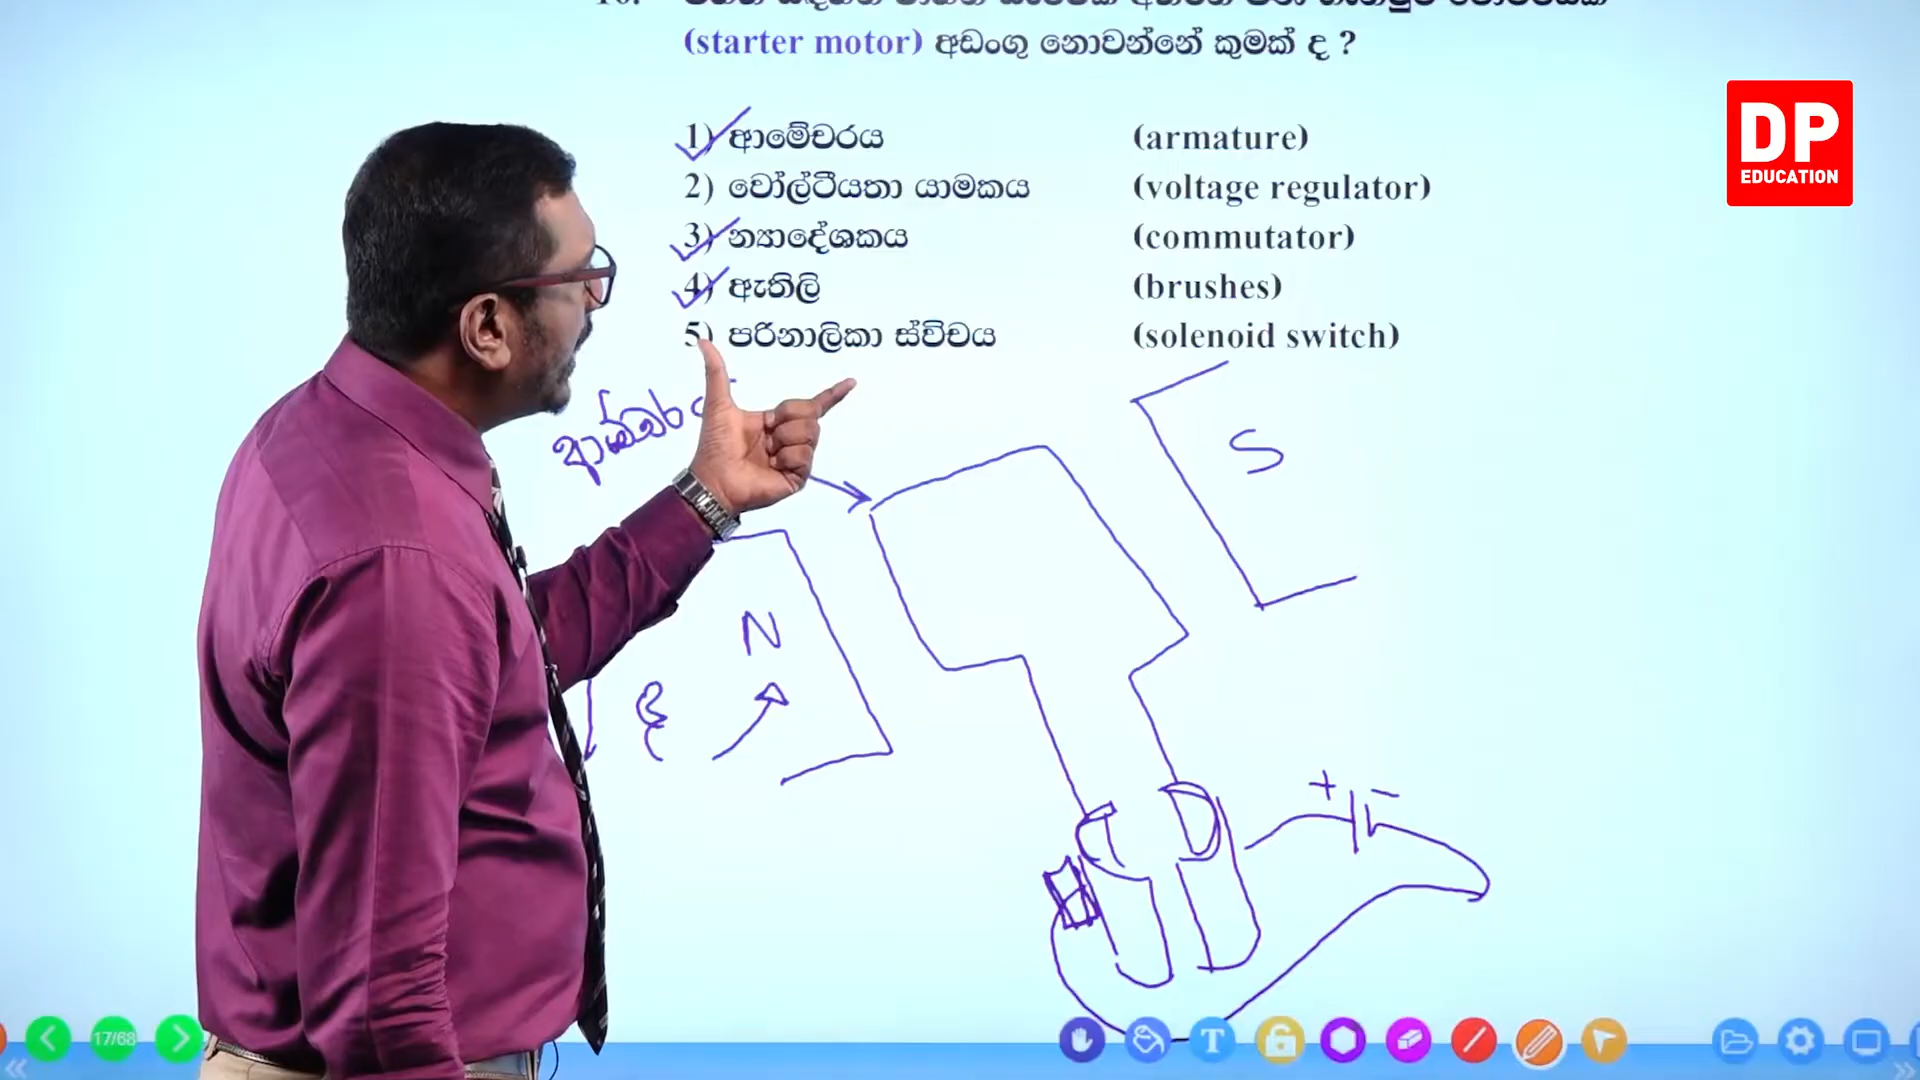 (starter motor) අඩංගු නොවන්නේ කුමක් ද ?
1) ආමේචරය (armature)
2) වෝල්ටීයතා යාමකය (voltage regulator)
3) න්‍යාදේශකය (commutator)
4) ඇතිලි (brushes)
5) පරිනාලිකා ස්විචය (solenoid switch)
DP
EDUCATION
S
N
+ -
17/68
T